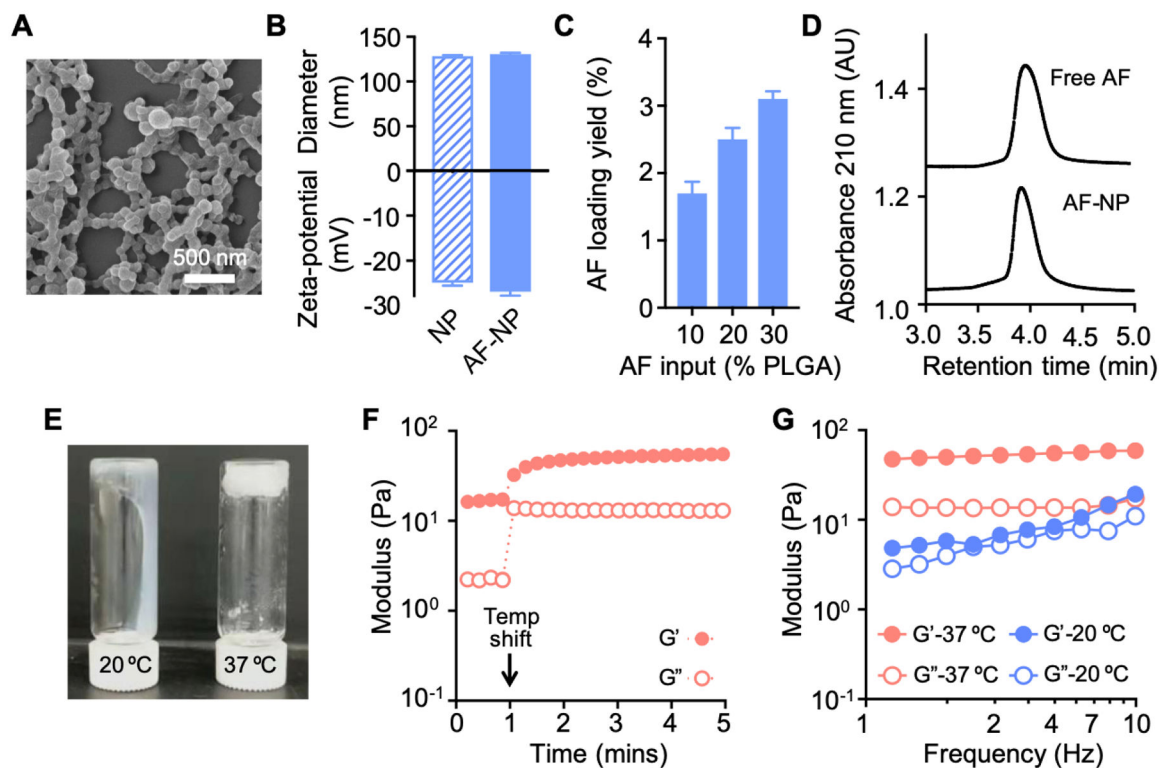 A
500 nm
B
Zeta-potential Diameter
(mV) (nm)
150
100
50
0
-10
-20
-30
NP
AF-NP
C
AF loading yield (%)
4
3
2
1
0
10 20 30
AF input (% PLGA)
D
Absorbance 210 nm (AU)
1.4
1.2
1.0
Free AF
AF-NP
3.0 3.5 4.0 4.5 5.0
Retention time (min)
E
20 ºC
37 ºC
F
Modulus (Pa)
10²
10¹
10⁰
10⁻¹
Temp
shift
G'
G"
0 1 2 3 4 5
Time (mins)
G
Modulus (Pa)
10²
10¹
10⁰
10⁻¹
G'-37 ºC G'-20 ºC
G"-37 ºC G"-20 ºC
1 2 4 7 10
Frequency (Hz)